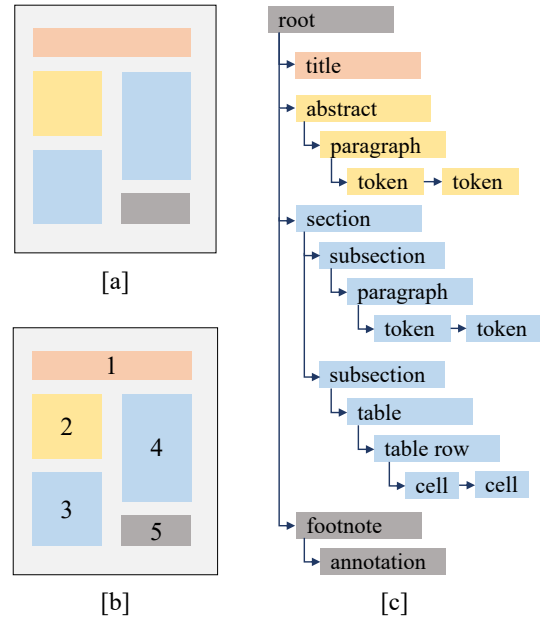 [a]
1
2
4
3
5
[b]
root
title
abstract
paragraph
token token
section
subsection
paragraph
token token
subsection
table
table row
cell cell
footnote
annotation
[c]